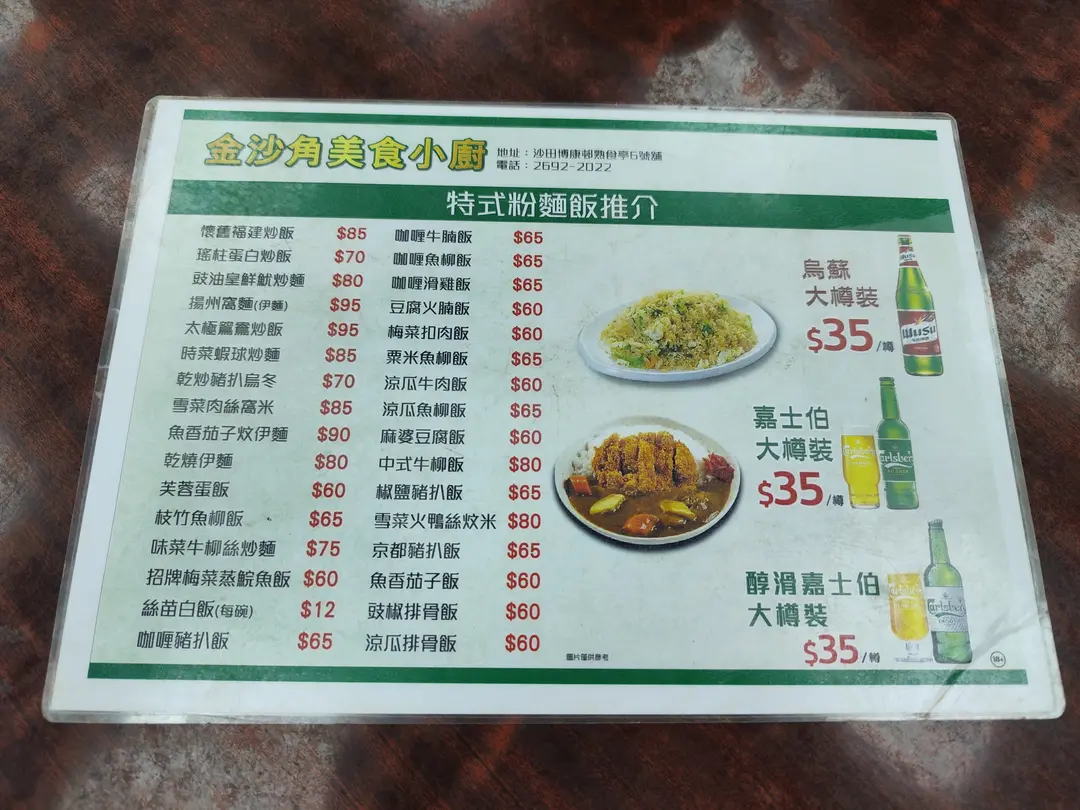 金沙角美食小廚
地址：沙田博康邨熟食亭6號舖
電話：2692-2022
特式粉麵飯推介
懷舊福建炒飯 $85
瑤柱蛋白炒飯 $70
豉油皇鮮魷炒麵 $80
揚州窩麵(伊麵) $95
太極鴛鴦炒飯 $95
時菜蝦球炒麵 $85
乾炒豬扒烏冬 $70
雪菜肉絲窩米 $85
魚香茄子炆伊麵 $90
乾燒伊麵 $80
芙蓉蛋飯 $60
枝竹魚柳飯 $65
味菜牛柳絲炒麵 $75
招牌梅菜蒸鯇魚飯 $60
絲苗白飯(每碗) $12
咖喱豬扒飯 $65
咖喱牛腩飯 $65
咖喱魚柳飯 $65
咖喱滑雞飯 $65
豆腐火腩飯 $60
梅菜扣肉飯 $60
粟米魚柳飯 $65
涼瓜牛肉飯 $60
涼瓜魚柳飯 $65
麻婆豆腐飯 $60
中式牛柳飯 $80
椒鹽豬扒飯 $65
雪菜火鴨絲炆米 $80
京都豬扒飯 $65
魚香茄子飯 $60
豉椒排骨飯 $60
涼瓜排骨飯 $60
圖片僅供參考
烏蘇
大樽裝
$35/樽
WUSU
嘉士伯
大樽裝
$35/樽
Carlsberg
Carlsberg
醇滑嘉士伯
大樽裝
$35/樽
Carlsberg
18+